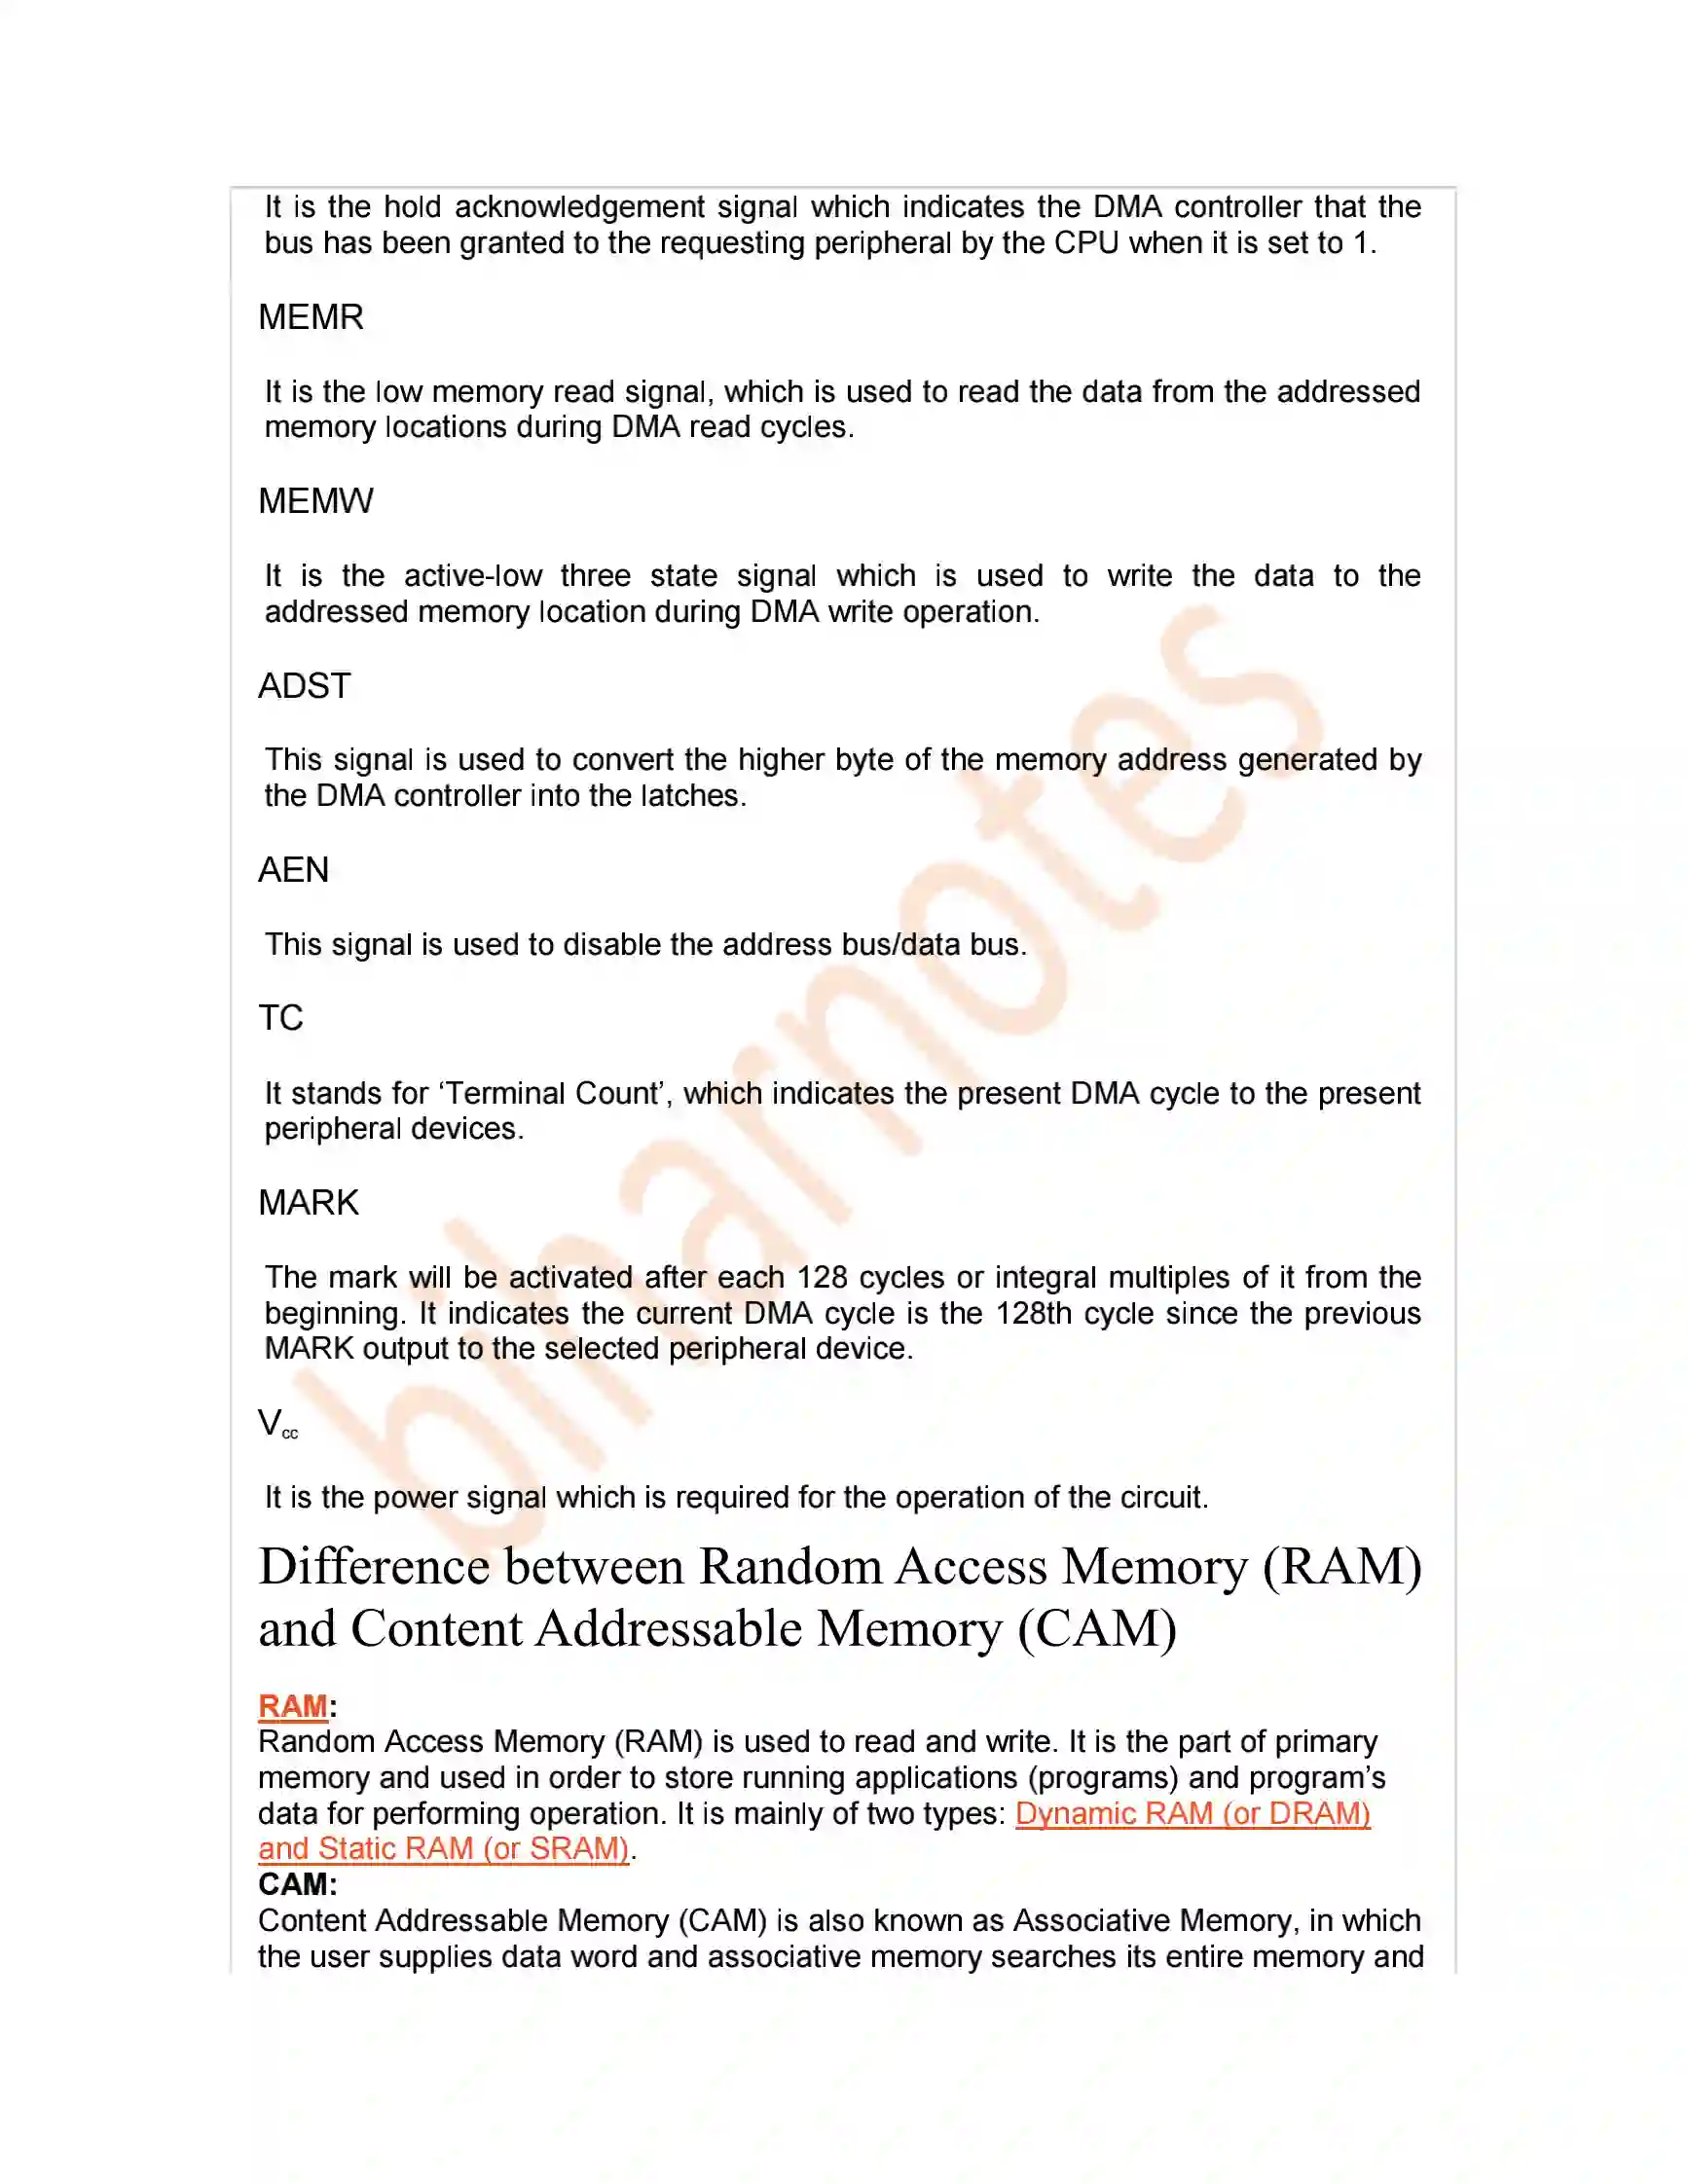 It is the hold acknowledgement signal which indicates the DMA controller that the
bus has been granted to the requesting peripheral by the CPU when it is set to 1.
MEMR
It is the low memory read signal, which is used to read the data from the addressed
memory locations during DMA read cycles.
MEMW
It is the active-low three state signal which is used to write the data to the
addressed memory location during DMA write operation.
ADST
This signal is used to convert the higher byte of the memory address generated by
the DMA controller into the latches.
AEN
This signal is used to disable the address bus/data bus.
TC
It stands for ‘Terminal Count’, which indicates the present DMA cycle to the present
peripheral devices.
MARK
The mark will be activated after each 128 cycles or integral multiples of it from the
beginning. It indicates the current DMA cycle is the 128th cycle since the previous
MARK output to the selected peripheral device.
Vcc
It is the power signal which is required for the operation of the circuit.
Difference between Random Access Memory (RAM)
and Content Addressable Memory (CAM)
RAM:
Random Access Memory (RAM) is used to read and write. It is the part of primary
memory and used in order to store running applications (programs) and program’s
data for performing operation. It is mainly of two types: Dynamic RAM (or DRAM)
and Static RAM (or SRAM).
CAM:
Content Addressable Memory (CAM) is also known as Associative Memory, in which
the user supplies data word and associative memory searches its entire memory and
biharnotes